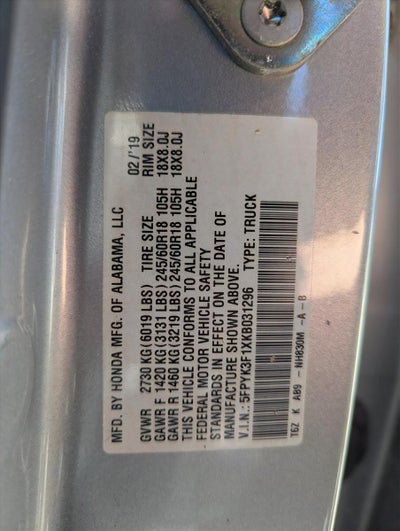 MFD. BY HONDA MFG. OF ALABAMA, LLC 02/'19
GVWR 2730 KG(6019 LBS) TIRE SIZE RIM SIZE
GAWR F 1420 KG(3131 LBS)245/60R18 105H 18X8.0J
GAWR R 1460 KG(3219 LBS)245/60R18 105H 18X8.0J
THIS VEHICLE CONFORMS TO ALL APPLICABLE
FEDERAL MOTOR VEHICLE SAFETY
STANDARDS IN EFFECT ON THE DATE OF
MANUFACTURE SHOWN ABOVE.
V.I.N.: 5FPYK3F1XKB031296 TYPE: TRUCK
T6Z K AB9 -NH830M -A -B